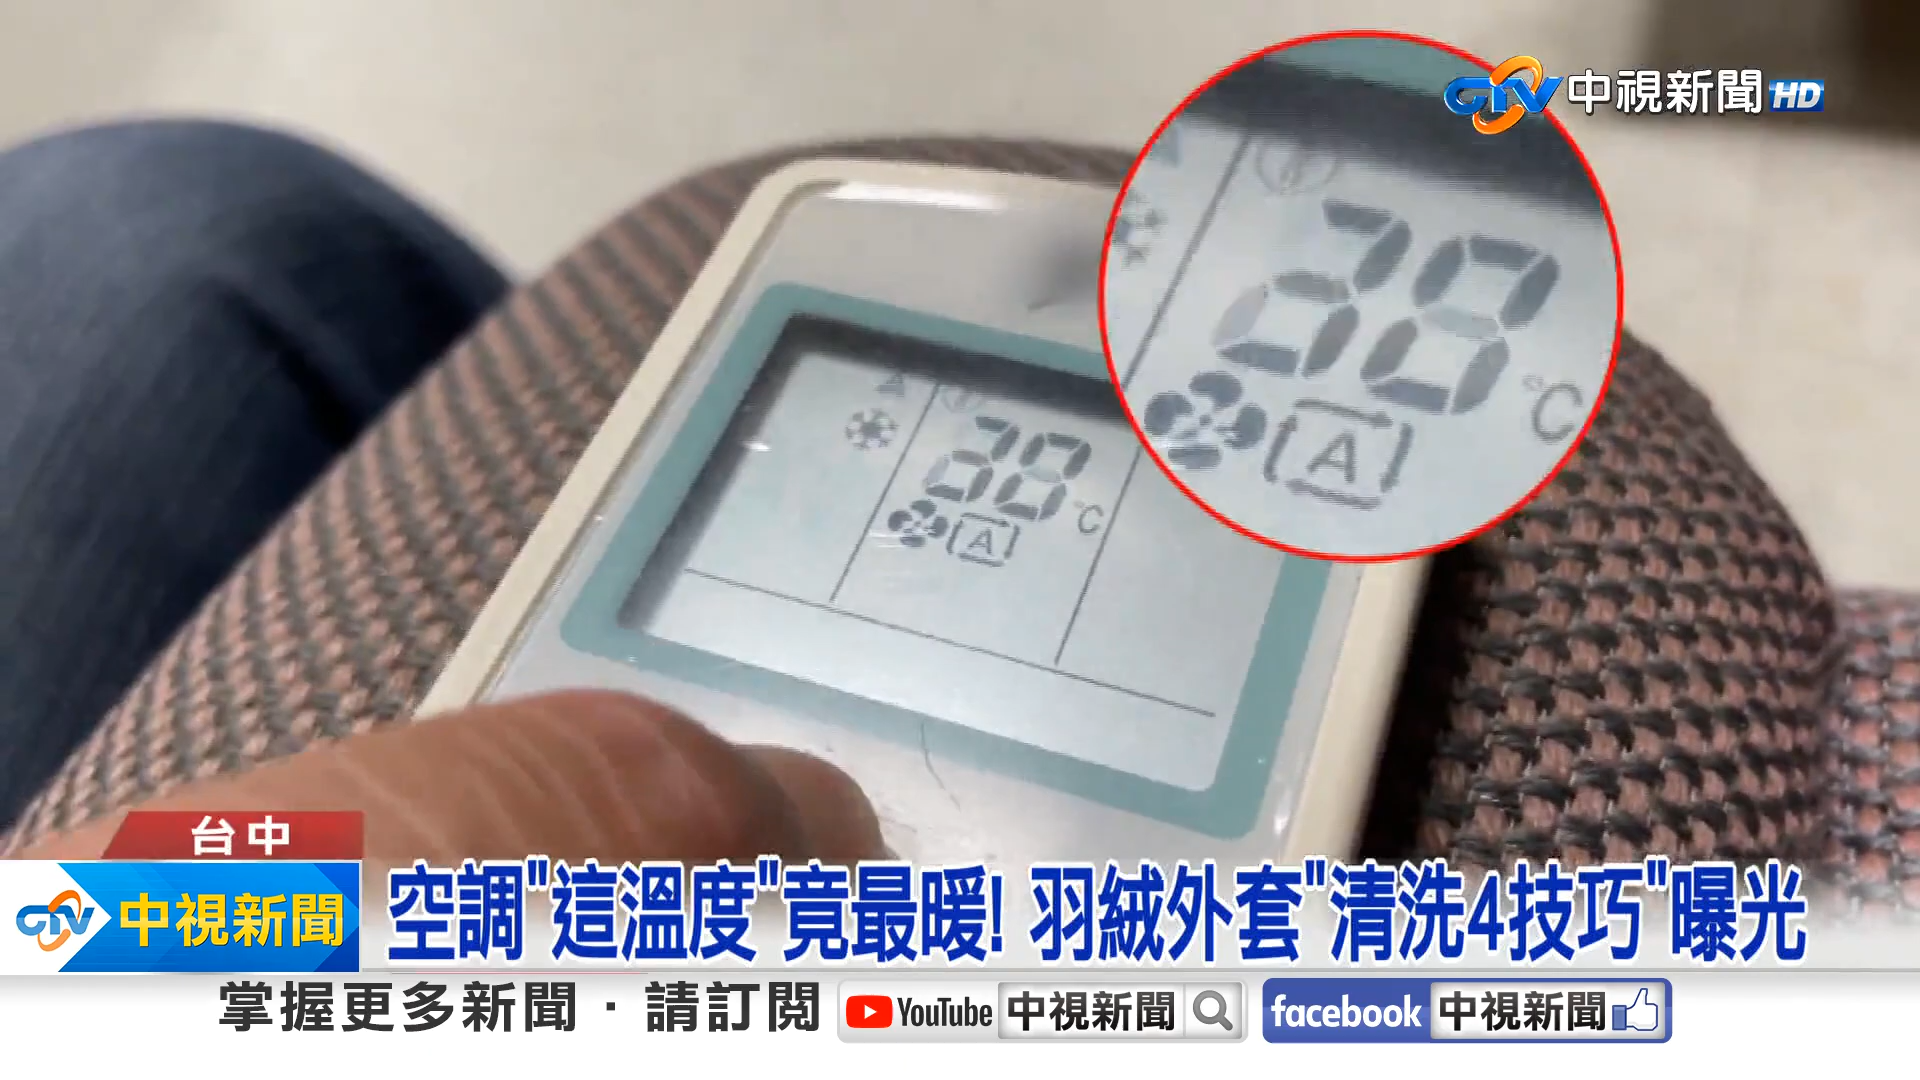 CTV 中視新聞 HD
°C
A
°C
A
台中
CTV 中視新聞
空調"這溫度"竟最暖! 羽絨外套"清洗4技巧"曝光
掌握更多新聞·請訂閱 YouTube 中視新聞 facebook 中視新聞